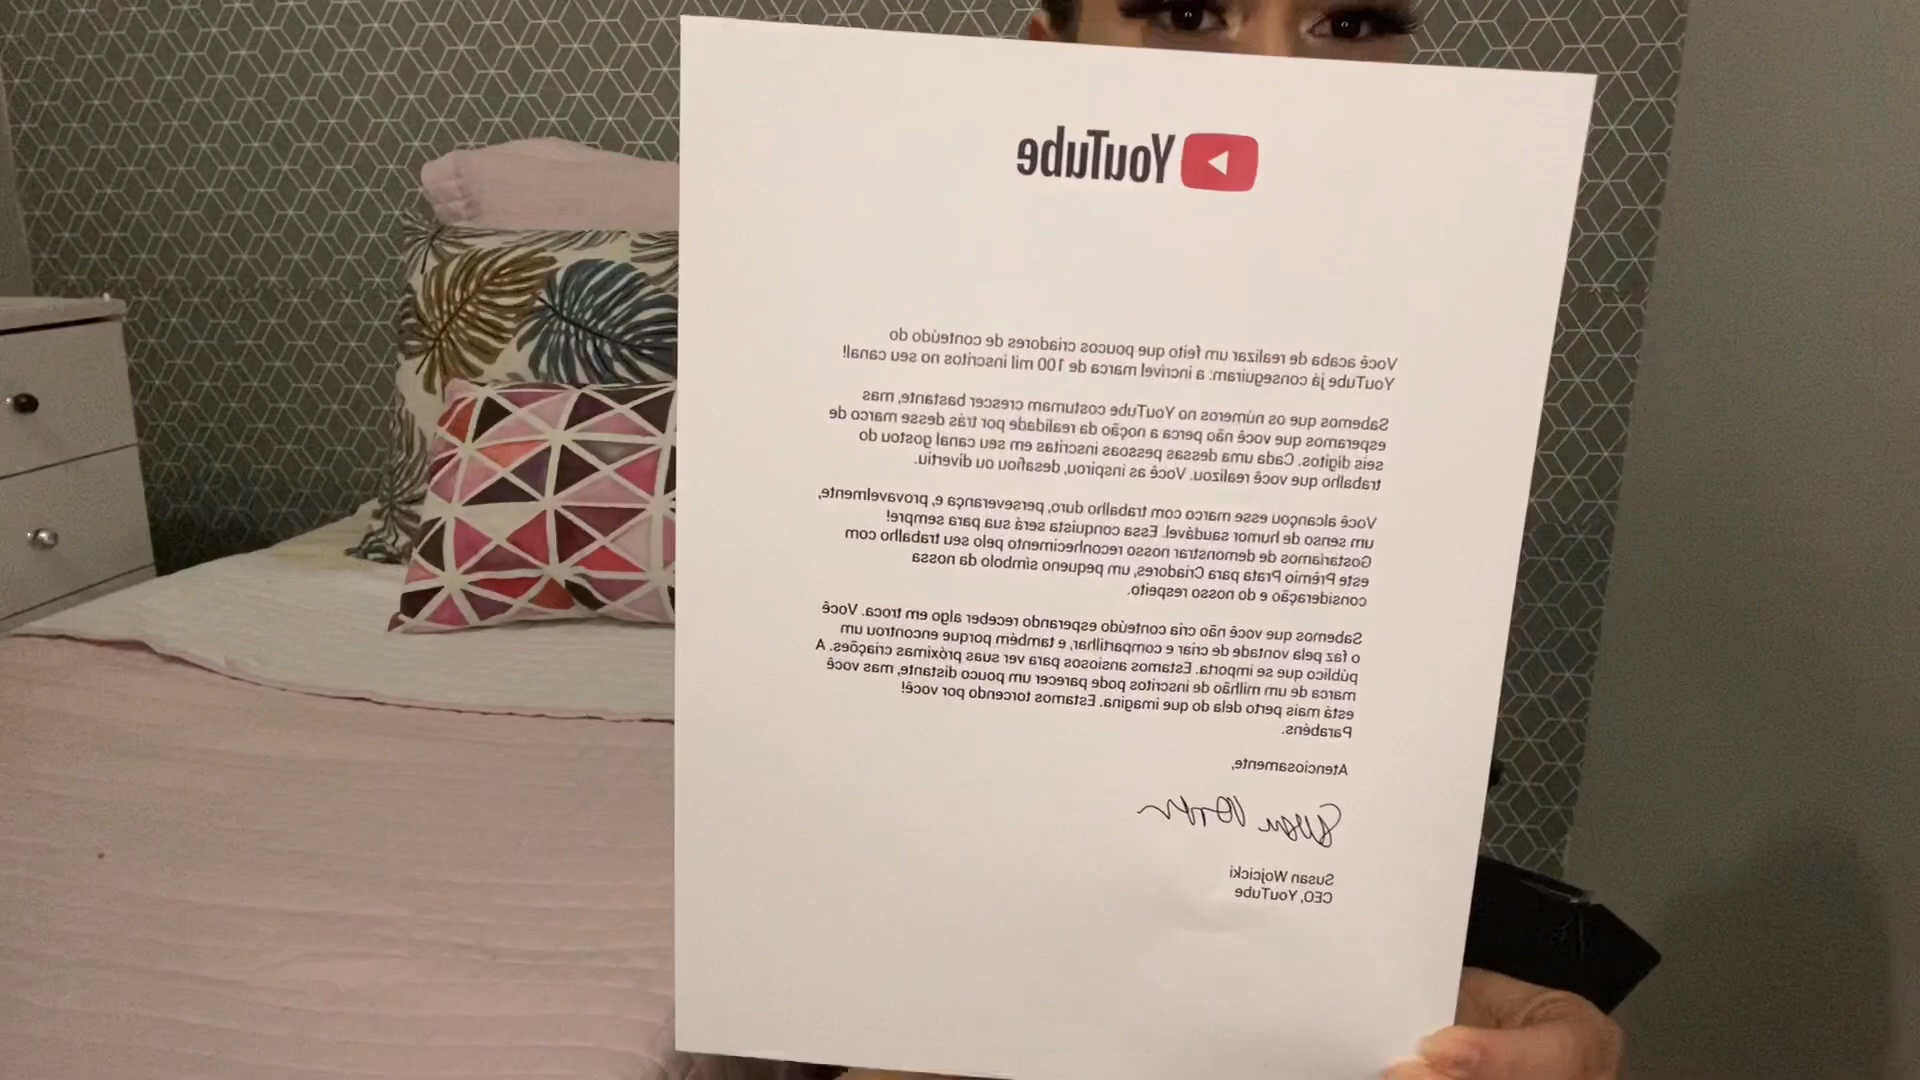 YouTube
Você acaba de realizar um feito que poucos criadores de conteúdo do
YouTube já conseguiram: a incrível marca de 100 mil inscritos no seu canal!
Sabemos que os números no YouTube costumam crescer bastante, mas
esperamos que você não perca a noção da realidade por trás desse marco de
seis dígitos. Cada uma dessas pessoas inscritas em seu canal gostou do
trabalho que você realizou. Você as inspirou, desafiou ou divertiu.
Você alcançou esse marco com trabalho duro, perseverança e, provavelmente,
um senso de humor saudável. Essa conquista será sua para sempre!
Gostaríamos de demonstrar nosso reconhecimento pelo seu trabalho com
este Prêmio Prata para Criadores, um pequeno símbolo da nossa
consideração e do nosso respeito.
Sabemos que você não cria conteúdo esperando receber algo em troca. Você
o faz pela vontade de criar e compartilhar, e também porque encontrou um
público que se importa. Estamos ansiosos para ver suas próximas criações. A
marca de um milhão de inscritos pode parecer um pouco distante, mas você
está mais perto dela do que imagina. Estamos torcendo por você!
Parabéns.
Atenciosamente,
Susan Wojcicki
CEO, YouTube